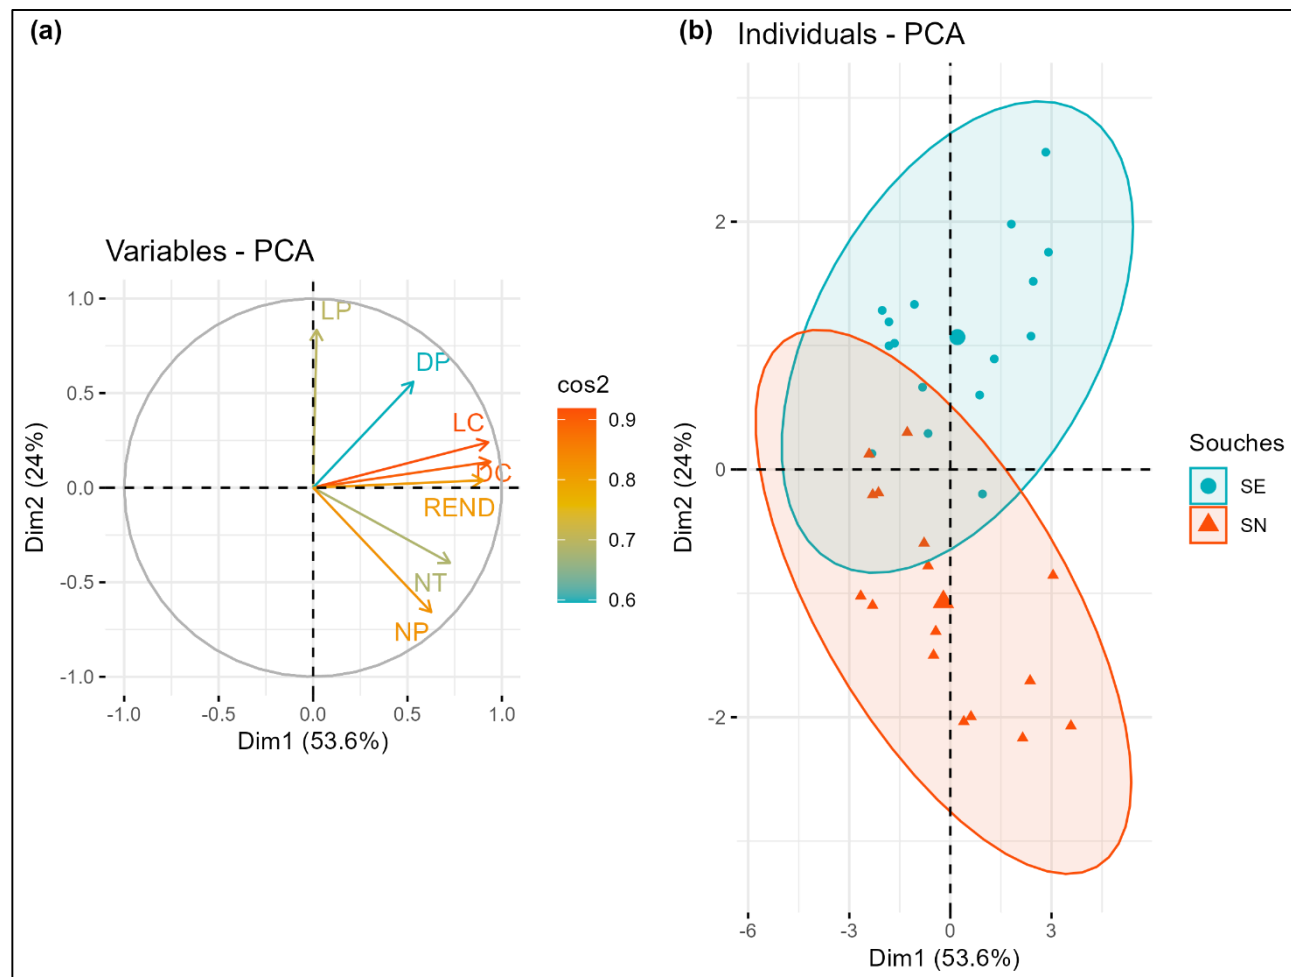 (a)
Variables - PCA
1.0
0.5
0.0
-0.5
-1.0
Dim2 (24%)
LP
DP
LC
DC
REND
NT
NP
-1.0 -0.5 0.0 0.5 1.0
Dim1 (53.6%)
cos2
0.9
0.8
0.7
0.6
(b) Individuals - PCA
2
0
-2
Dim2 (24%)
-6 -3 0 3
Dim1 (53.6%)
Souches
SE
SN